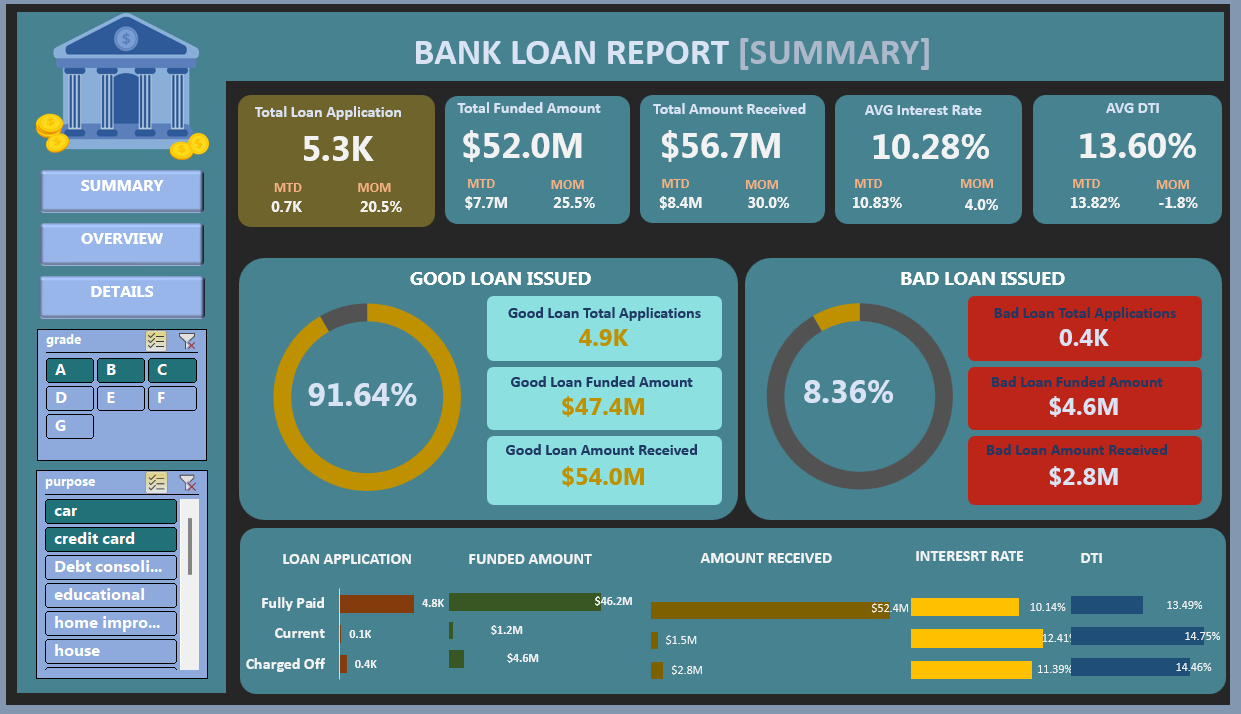 BANK LOAN REPORT [SUMMARY]
$
$
$
$
$
SUMMARY
OVERVIEW
DETAILS
grade
A B C
D E F
G
purpose
car
credit card
Debt consoli...
educational
home impro...
house
Total Loan Application
5.3K
MTD MOM
0.7K 20.5%
Total Funded Amount
$52.0M
MTD MOM
$7.7M 25.5%
Total Amount Received
$56.7M
MTD MOM
$8.4M 30.0%
AVG Interest Rate
10.28%
MTD MOM
10.83% 4.0%
AVG DTI
13.60%
MTD MOM
13.82% -1.8%
GOOD LOAN ISSUED
91.64%
Good Loan Total Applications
4.9K
Good Loan Funded Amount
$47.4M
Good Loan Amount Received
$54.0M
BAD LOAN ISSUED
8.36%
Bad Loan Total Applications
0.4K
Bad Loan Funded Amount
$4.6M
Bad Loan Amount Received
$2.8M
LOAN APPLICATION FUNDED AMOUNT AMOUNT RECEIVED INTERESRT RATE DTI
Fully Paid 4.8K $46.2M $52.4M 10.14% 13.49%
Current 0.1K $1.2M $1.5M 12.41% 14.75%
Charged Off 0.4K $4.6M $2.8M 11.39% 14.46%